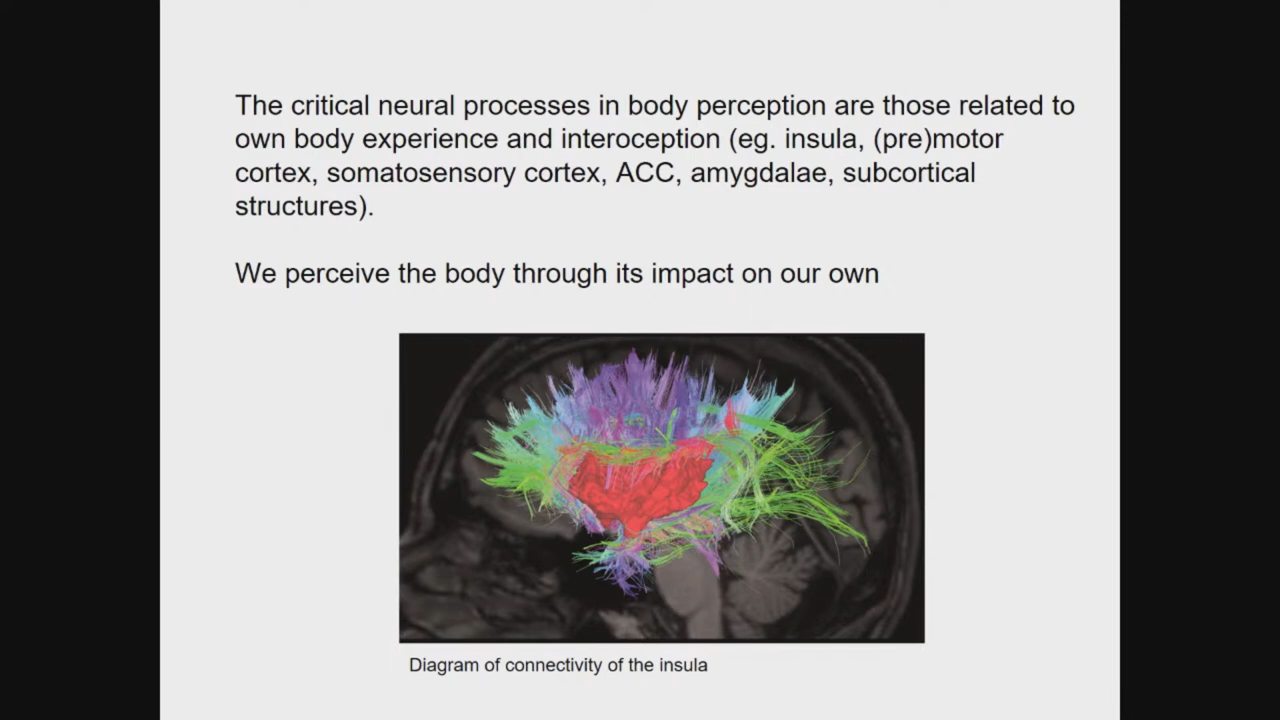 The critical neural processes in body perception are those related to
own body experience and interoception (eg. insula, (pre)motor
cortex, somatosensory cortex, ACC, amygdalae, subcortical
structures).
We perceive the body through its impact on our own
Diagram of connectivity of the insula